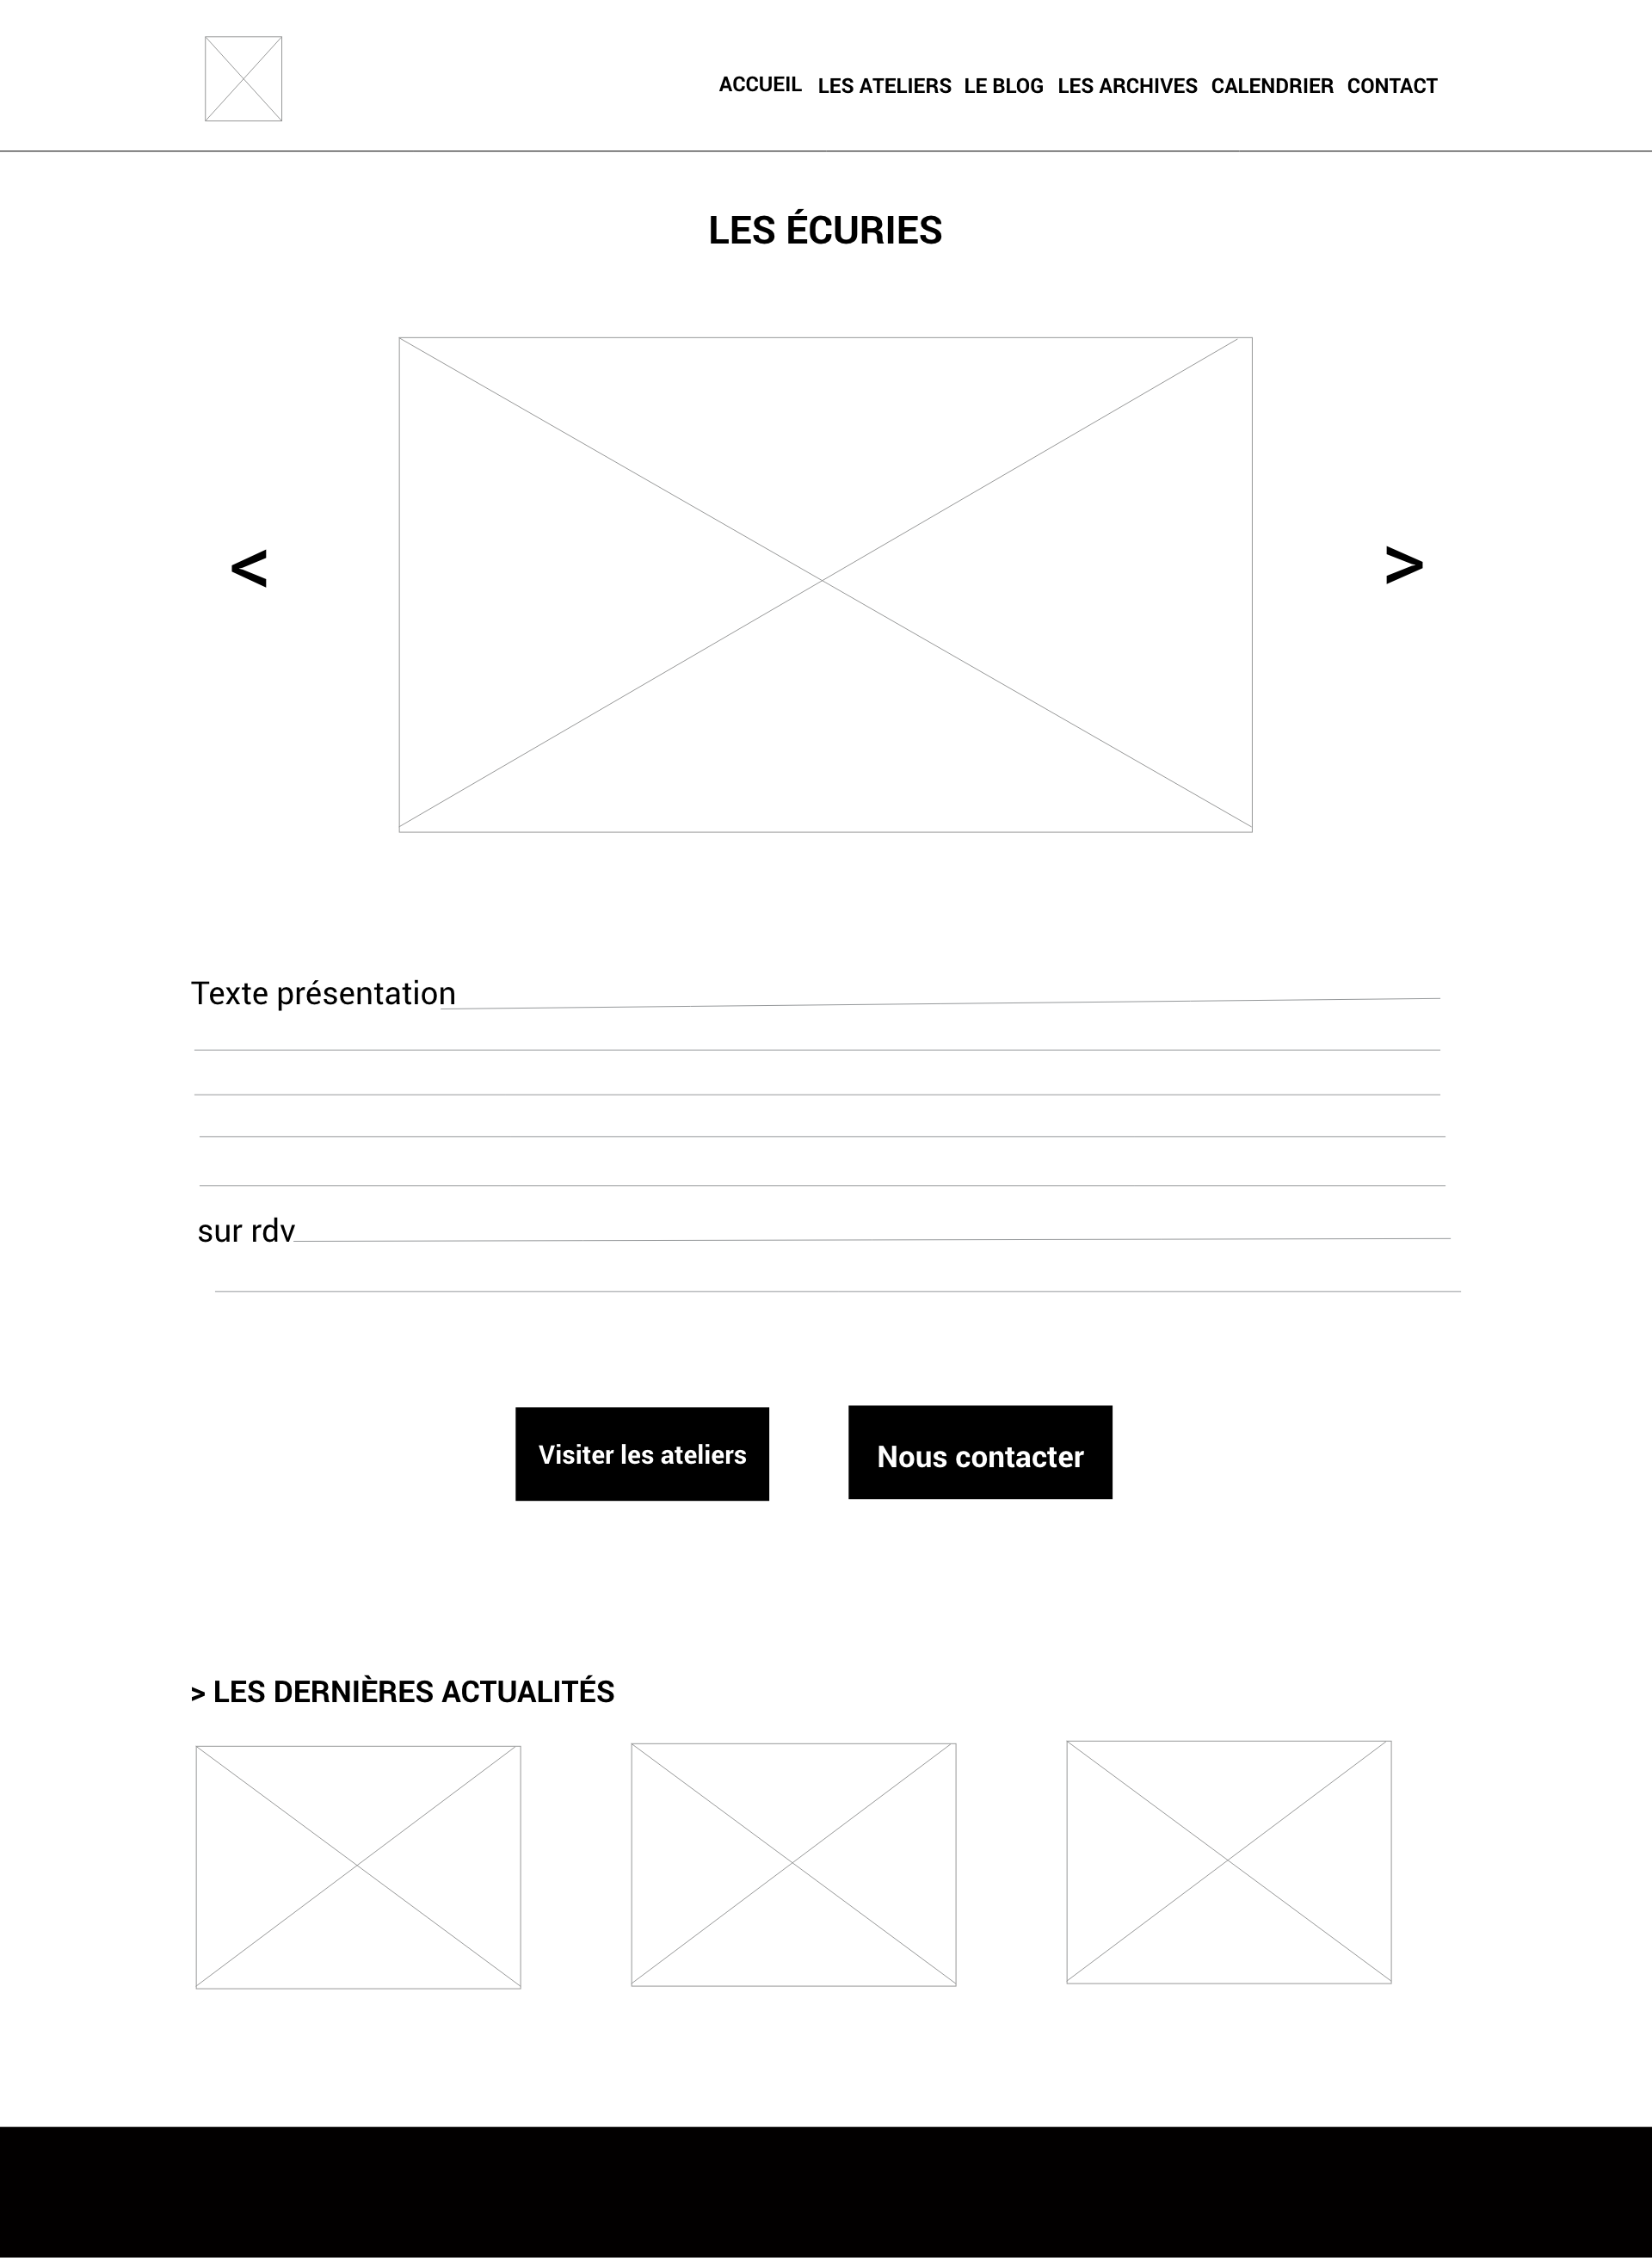 ACCUEIL LES ATELIERS LE BLOG LES ARCHIVES CALENDRIER CONTACT
LES ÉCURIES
< >
Texte présentation
sur rdv
Visiter les ateliers Nous contacter
> LES DERNIÈRES ACTUALITÉS